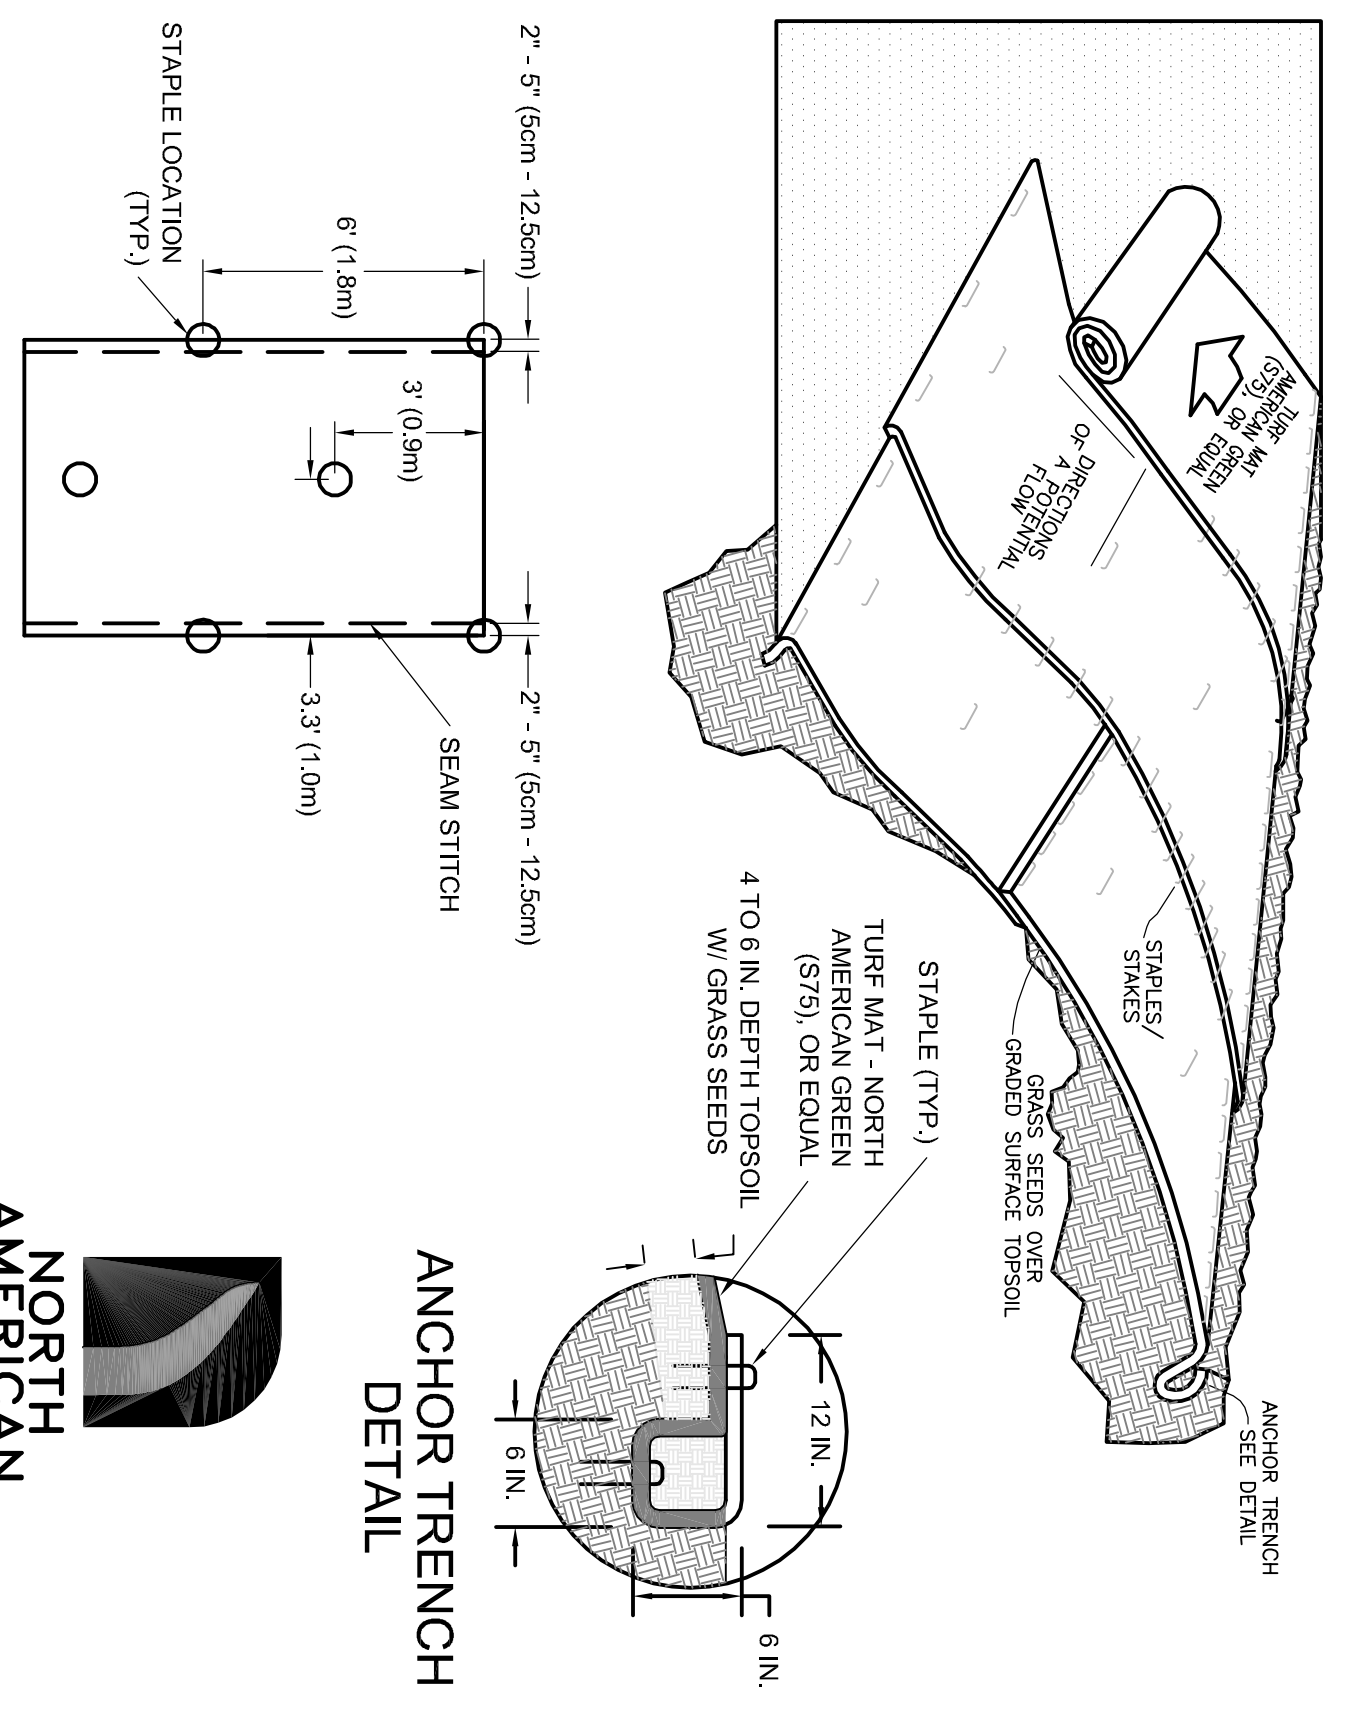 TURF MAT
AMERICAN GREEN
(S75), OR EQUAL
DIRECTIONS
OF A POTENTIAL
FLOW
STAPLES/
STAKES
GRASS SEEDS OVER
GRADED SURFACE TOPSOIL
ANCHOR TRENCH
SEE DETAIL
2" - 5" (5cm - 12.5cm)
2" - 5" (5cm - 12.5cm)
6' (1.8m)
3' (0.9m)
3.3' (1.0m)
STAPLE LOCATION
(TYP.)
SEAM STITCH
STAPLE (TYP.)
TURF MAT - NORTH
AMERICAN GREEN
(S75), OR EQUAL
4 TO 6 IN. DEPTH TOPSOIL
W/ GRASS SEEDS
12 IN.
6 IN.
6 IN.
ANCHOR TRENCH
DETAIL
NORTH
AMERICAN